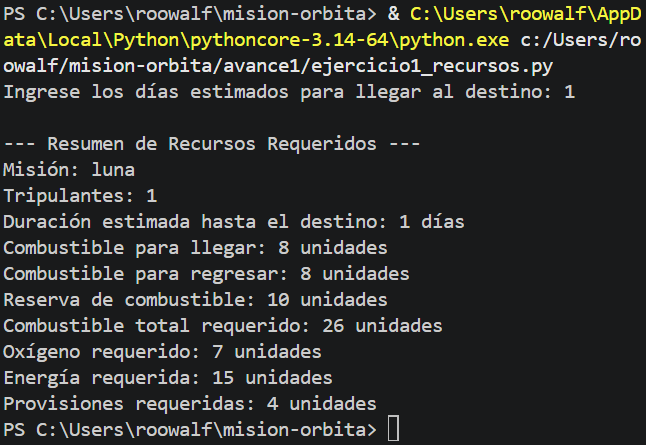 PS C:\Users\roowalf\mision-orbita> & C:\Users\roowalf\AppD
ata\Local\Python\pythoncore-3.14-64\python.exe c:/Users/ro
owalf/mision-orbita/avance1/ejercicio1_recursos.py
Ingrese los días estimados para llegar al destino: 1
--- Resumen de Recursos Requeridos ---
Misión: luna
Tripulantes: 1
Duración estimada hasta el destino: 1 días
Combustible para llegar: 8 unidades
Combustible para regresar: 8 unidades
Reserva de combustible: 10 unidades
Combustible total requerido: 26 unidades
Oxígeno requerido: 7 unidades
Energía requerida: 15 unidades
Provisiones requeridas: 4 unidades
PS C:\Users\roowalf\mision-orbita>